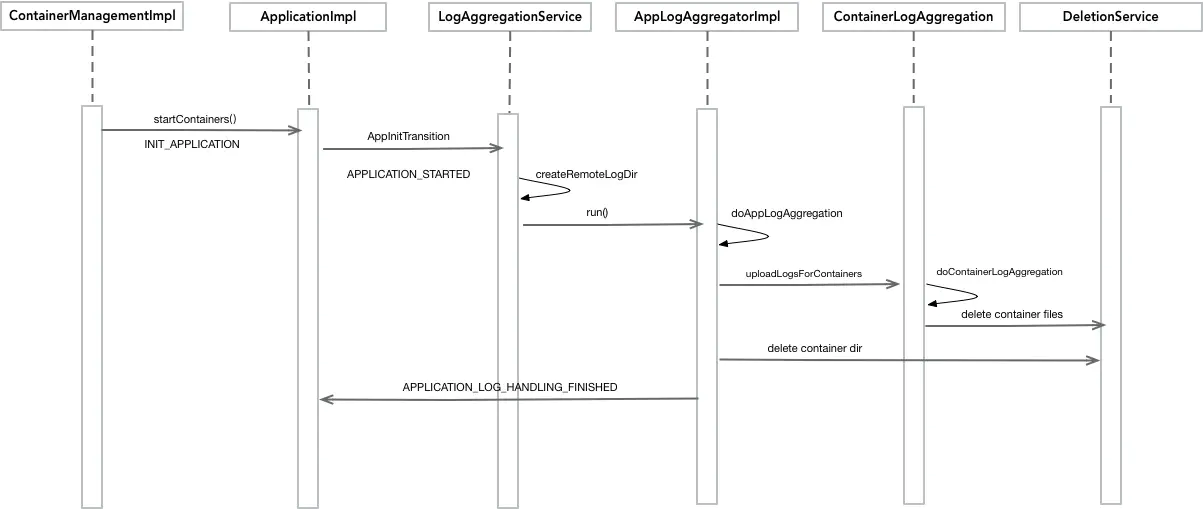 ContainerManagementImpl
ApplicationImpl
LogAggregationService
AppLogAggregatorImpl
ContainerLogAggregation
DeletionService
startContainers()
INIT_APPLICATION
AppInitTransition
APPLICATION_STARTED
createRemoteLogDir
run()
doAppLogAggregation
uploadLogsForContainers
doContainerLogAggregation
delete container files
delete container dir
APPLICATION_LOG_HANDLING_FINISHED